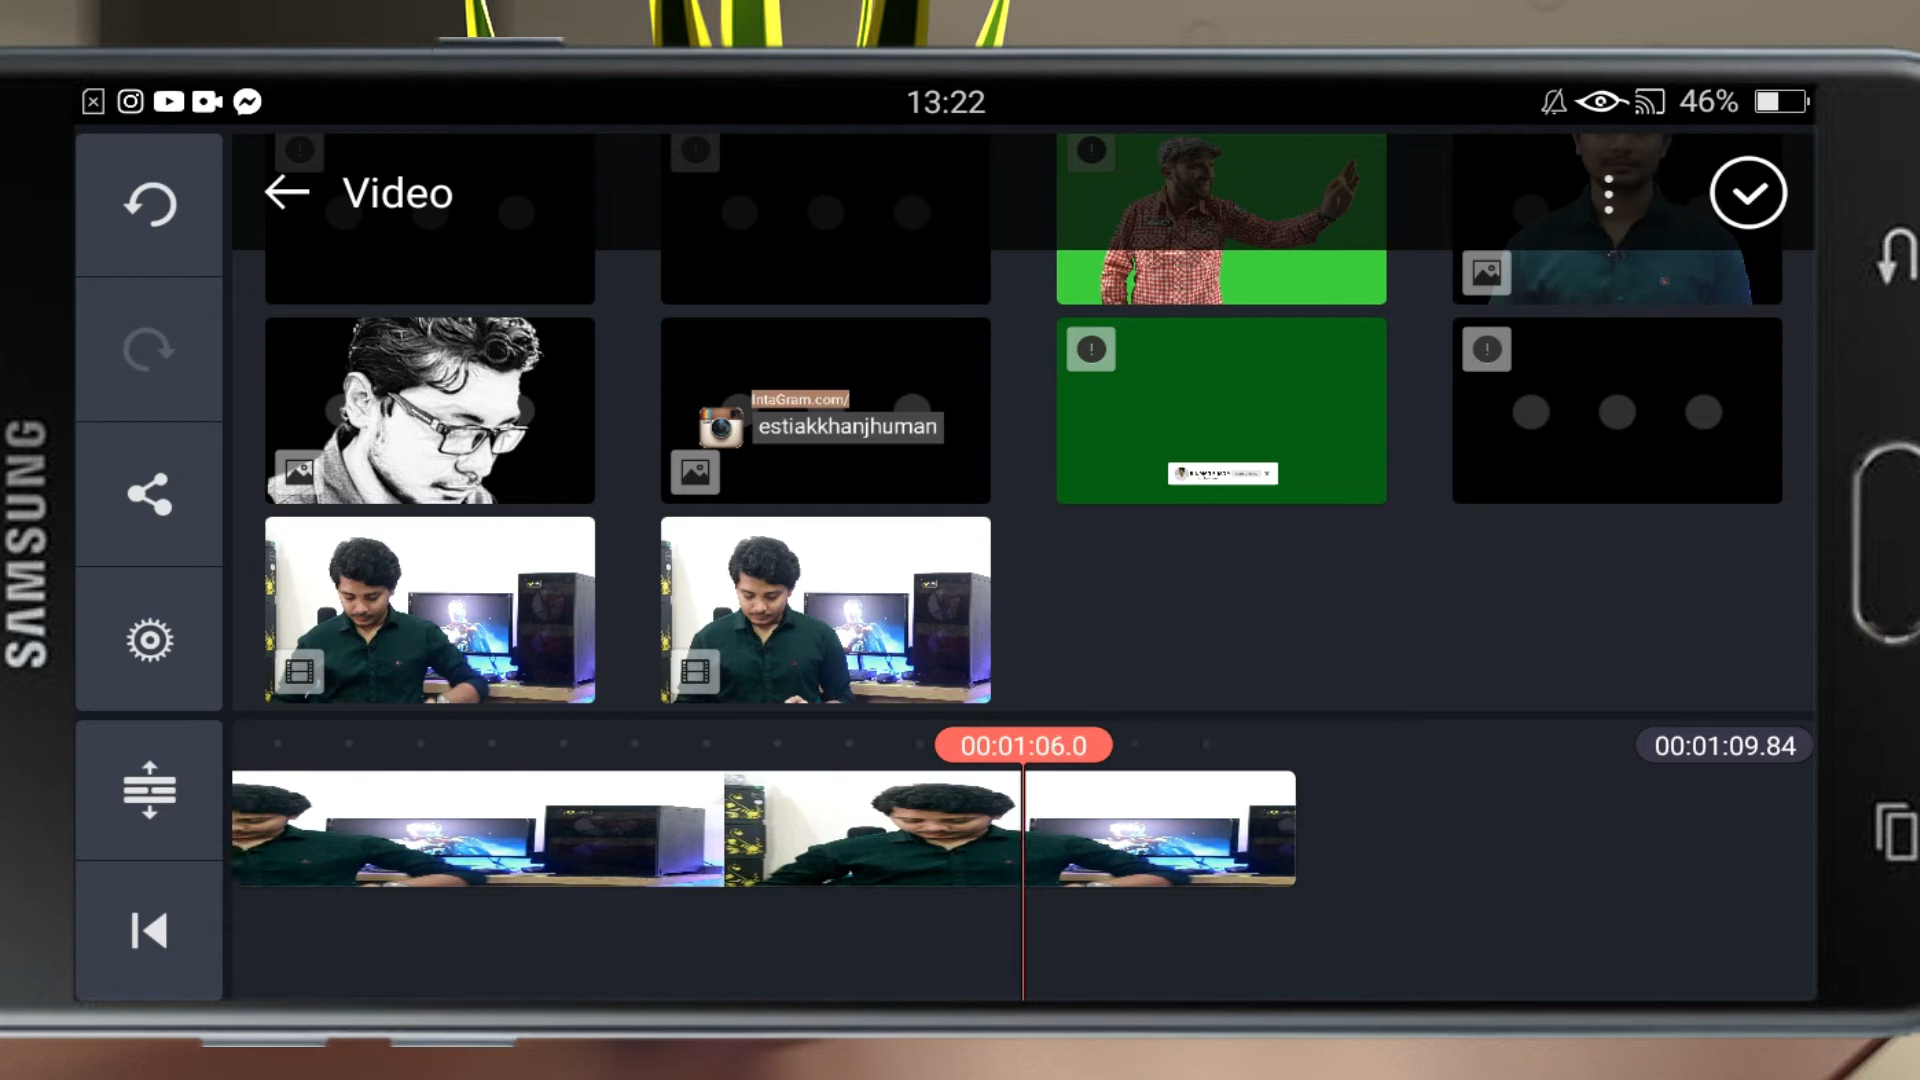 13:22
46%
Video
IntaGram.com/
estiakkhanjhuman
00:01:06.0
00:01:09.84
SAMSUNG